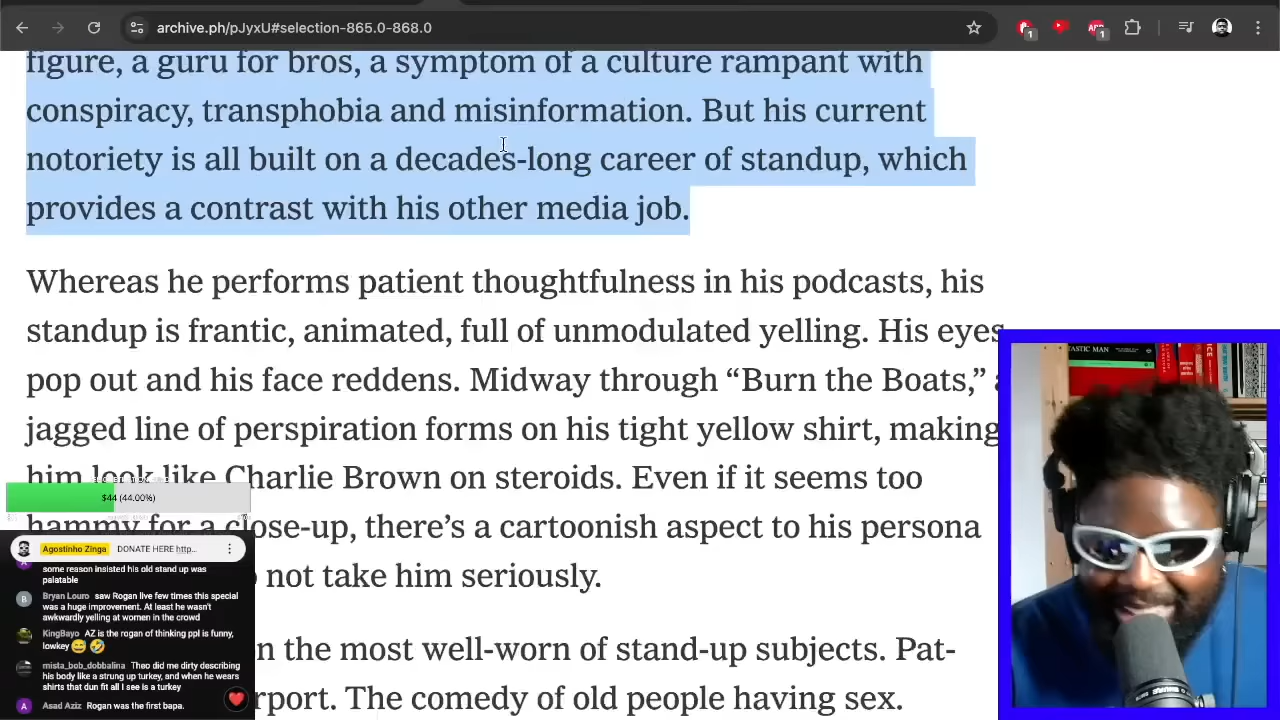 archive.ph/pJyxU#selection-865.0-868.0
1
1
figure, a guru for bros, a symptom of a culture rampant with
conspiracy, transphobia and misinformation. But his current
notoriety is all built on a decades-long career of standup, which
provides a contrast with his other media job.
Whereas he performs patient thoughtfulness in his podcasts, his
standup is frantic, animated, full of unmodulated yelling. His eyes
pop out and his face reddens. Midway through “Burn the Boats,”
jagged line of perspiration forms on his tight yellow shirt, making
him look like Charlie Brown on steroids. Even if it seems too
hammy for a close-up, there’s a cartoonish aspect to his persona
not take him seriously.
n the most well-worn of stand-up subjects. Pat-
rport. The comedy of old people having sex.
TASTIC MAN
$44 (44.00%)
Agostinho Zinga DONATE HERE http...
some reason insisted his old stand up was
palatable
Bryan Louro saw Rogan live few times this special
was a huge improvement. At least he wasn't
awkwardly yelling at women in the crowd
KingBayo AZ is the rogan of thinking ppl is funny,
lowkey 😄 🤣
mista_bob_dobbalina Theo did me dirty describing
his body like a strung up turkey, and when he wears
shirts that dun fit all I see is a turkey
Asad Aziz Rogan was the first bapa.